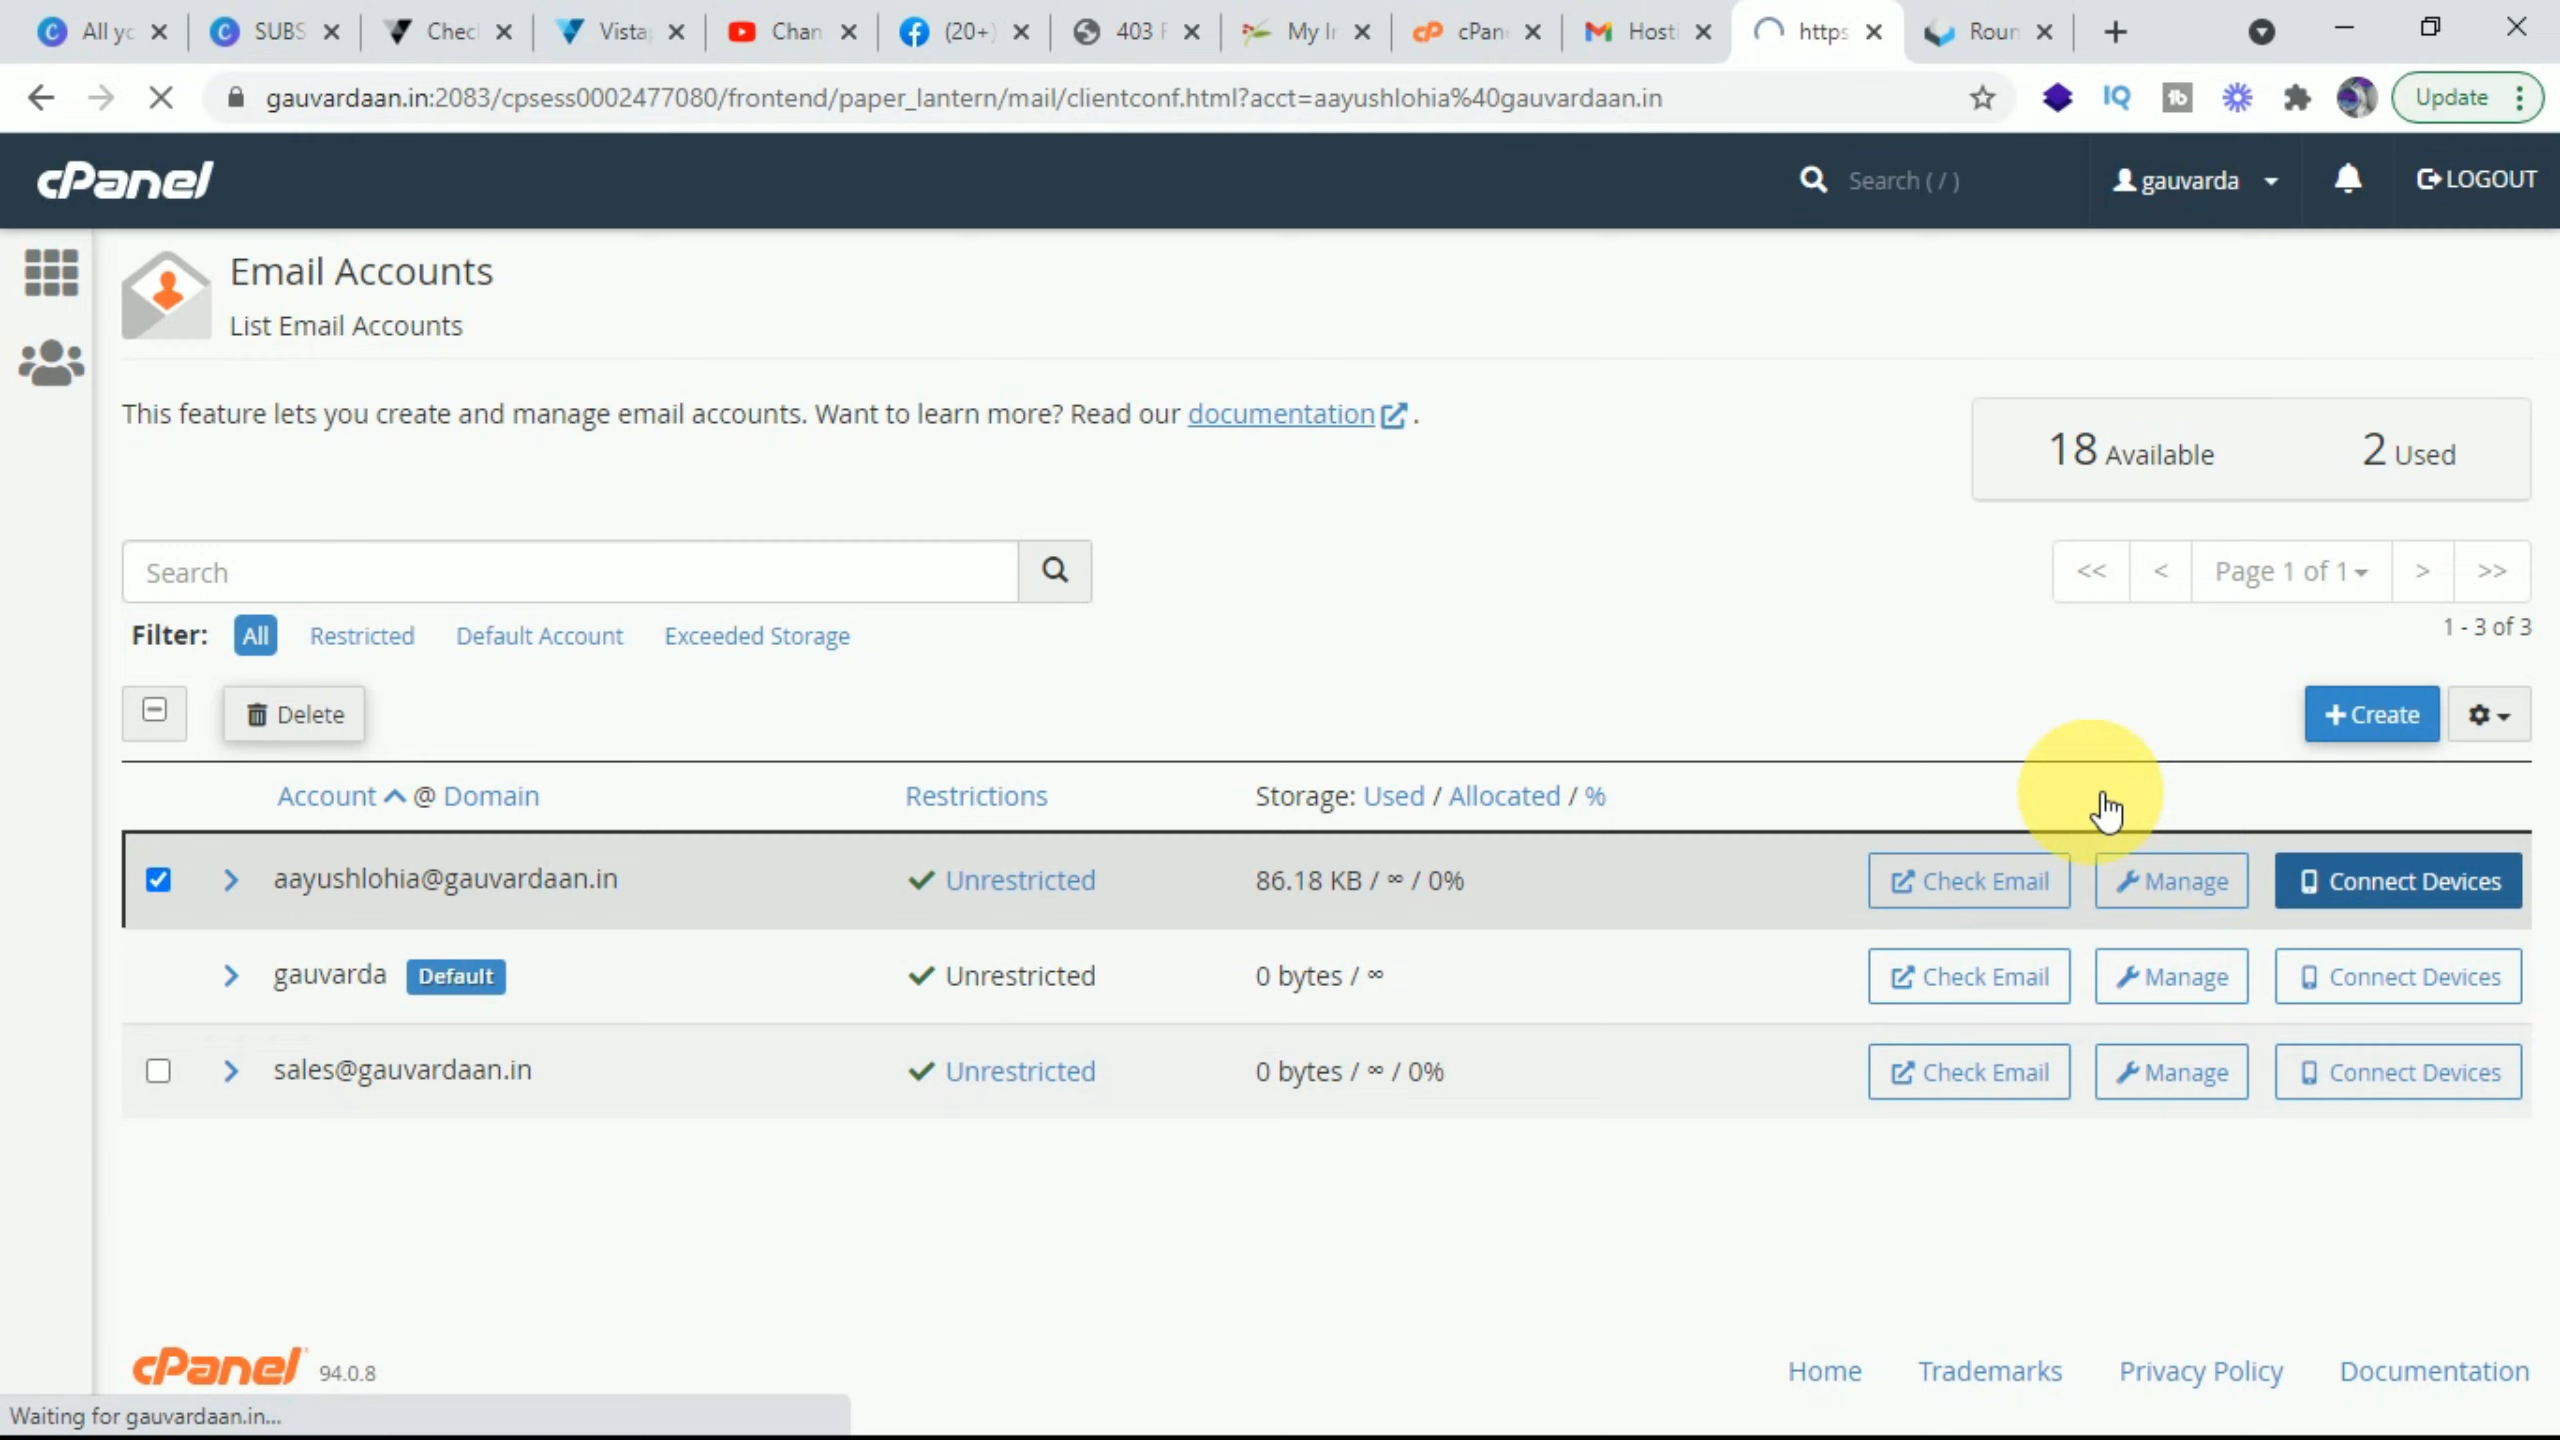 All yo SUBS Chec Vista Chan (20+) 403 F My In cPan Hosti https Roun
gauvardaan.in:2083/cpsess0002477080/frontend/paper_lantern/mail/clientconf.html?acct=aayushlohia%40gauvardaan.in IQ tb Update
cPanel Search ( / ) gauvarda LOGOUT
Email Accounts
List Email Accounts
This feature lets you create and manage email accounts. Want to learn more? Read our documentation .
18 Available 2 Used
Search << < Page 1 of 1 > >>
Filter: All Restricted Default Account Exceeded Storage 1 - 3 of 3
Delete + Create
Account @ Domain Restrictions Storage: Used / Allocated / %
aayushlohia@gauvardaan.in Unrestricted 86.18 KB / ∞ / 0% Check Email Manage Connect Devices
gauvarda Default Unrestricted 0 bytes / ∞ Check Email Manage Connect Devices
sales@gauvardaan.in Unrestricted 0 bytes / ∞ / 0% Check Email Manage Connect Devices
cPanel 94.0.8 Home Trademarks Privacy Policy Documentation
Waiting for gauvardaan.in...